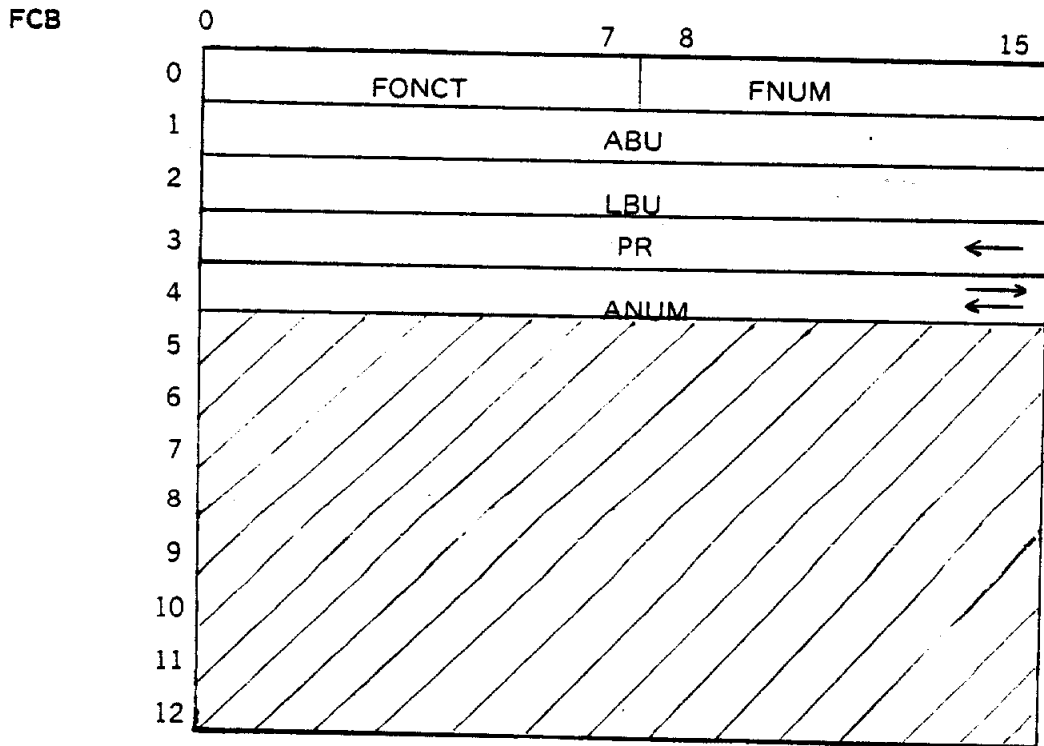 FCB 0 7 8 15
0 FONCT FNUM
1 ABU
2 LBU
3 PR ←
4 ANUM ⇄
5
6
7
8
9
10
11
12